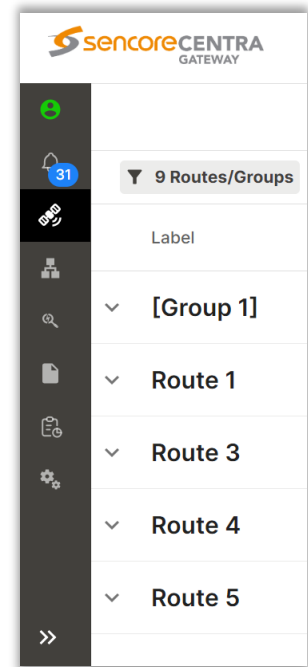 sencoreCENTRA
GATEWAY
31
9 Routes/Groups
Label
[Group 1]
Route 1
Route 3
Route 4
Route 5